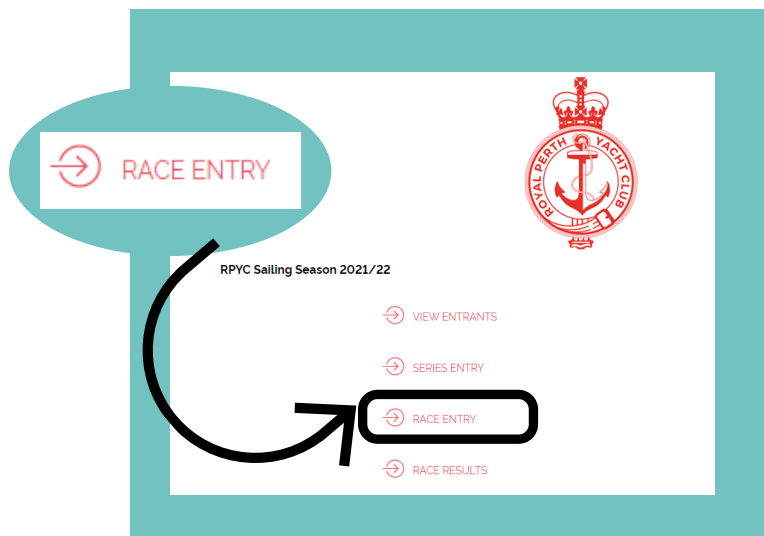 RACE ENTRY
ROYAL PERTH YACHT CLUB
RPYC Sailing Season 2021/22
VIEW ENTRANTS
SERIES ENTRY
RACE ENTRY
RACE RESULTS